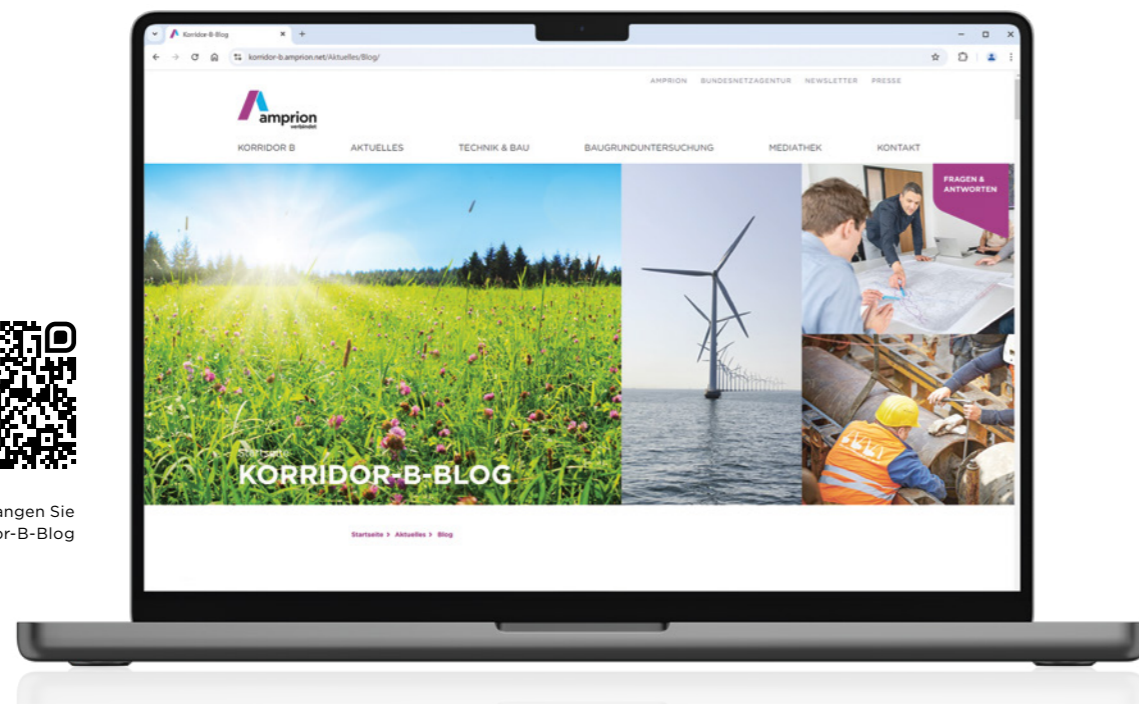 Korridor-B-Blog
korridor-b.amprion.net/Aktuelles/Blog/
AMPRION BUNDESNETZAGENTUR NEWSLETTER PRESSE
amprion
verbindet
KORRIDOR B AKTUELLES TECHNIK & BAU BAUGRUNDUNTERSUCHUNG MEDIATHEK KONTAKT
FRAGEN &
ANTWORTEN
Startseite
KORRIDOR-B-BLOG
Startseite > Aktuelles > Blog
angen Sie
or-B-Blog